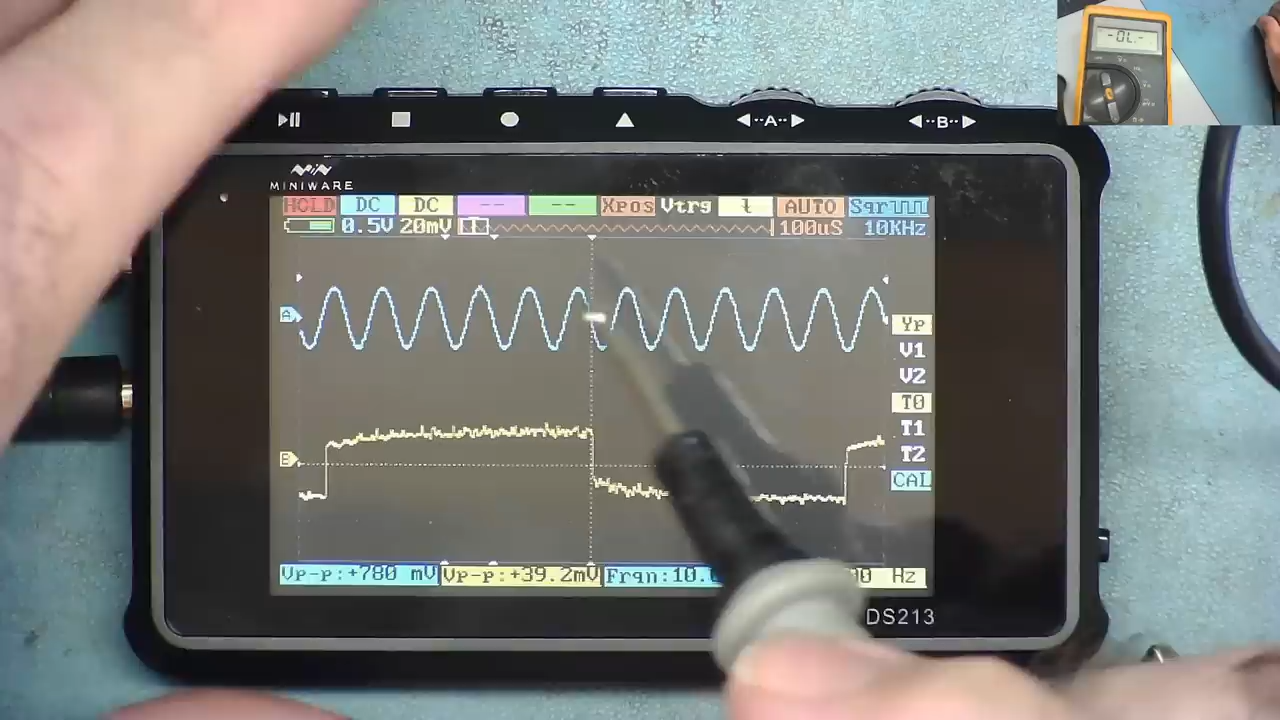 -OL.-
◀··A··▶ ◀··B··▶
MINIWARE
HOLD DC DC -- -- Xpos Vtrg AUTO Sqr
0.5V 20mV 100uS 10KHz
A
Yp
V1
V2
T0
T1
T2
B
CAL
Vp-p:+780 mV Vp-p:+39.2mV Frqn:10. Hz
DS213